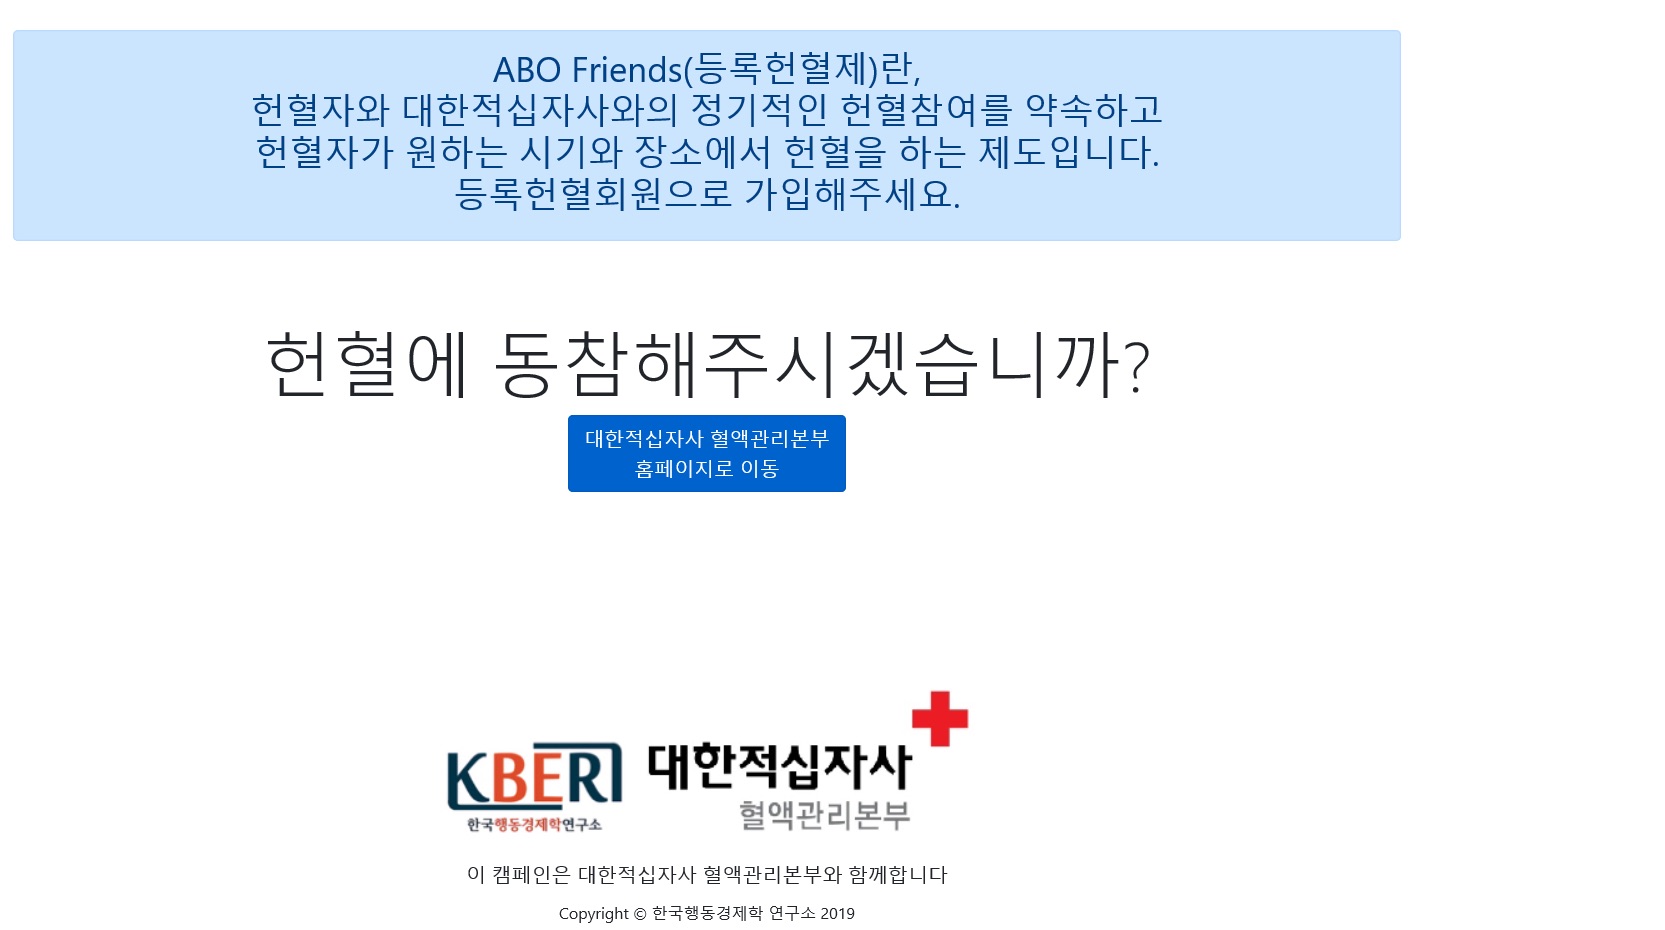 ABO Friends(등록헌혈제)란,
헌혈자와 대한적십자사와의 정기적인 헌혈참여를 약속하고
헌혈자가 원하는 시기와 장소에서 헌혈을 하는 제도입니다.
등록헌혈회원으로 가입해주세요.
헌혈에 동참해주시겠습니까?
대한적십자사 혈액관리본부
홈페이지로 이동
KBERI
한국행동경제학연구소
대한적십자사
혈액관리본부
이 캠페인은 대한적십자사 혈액관리본부와 함께합니다
Copyright © 한국행동경제학 연구소 2019